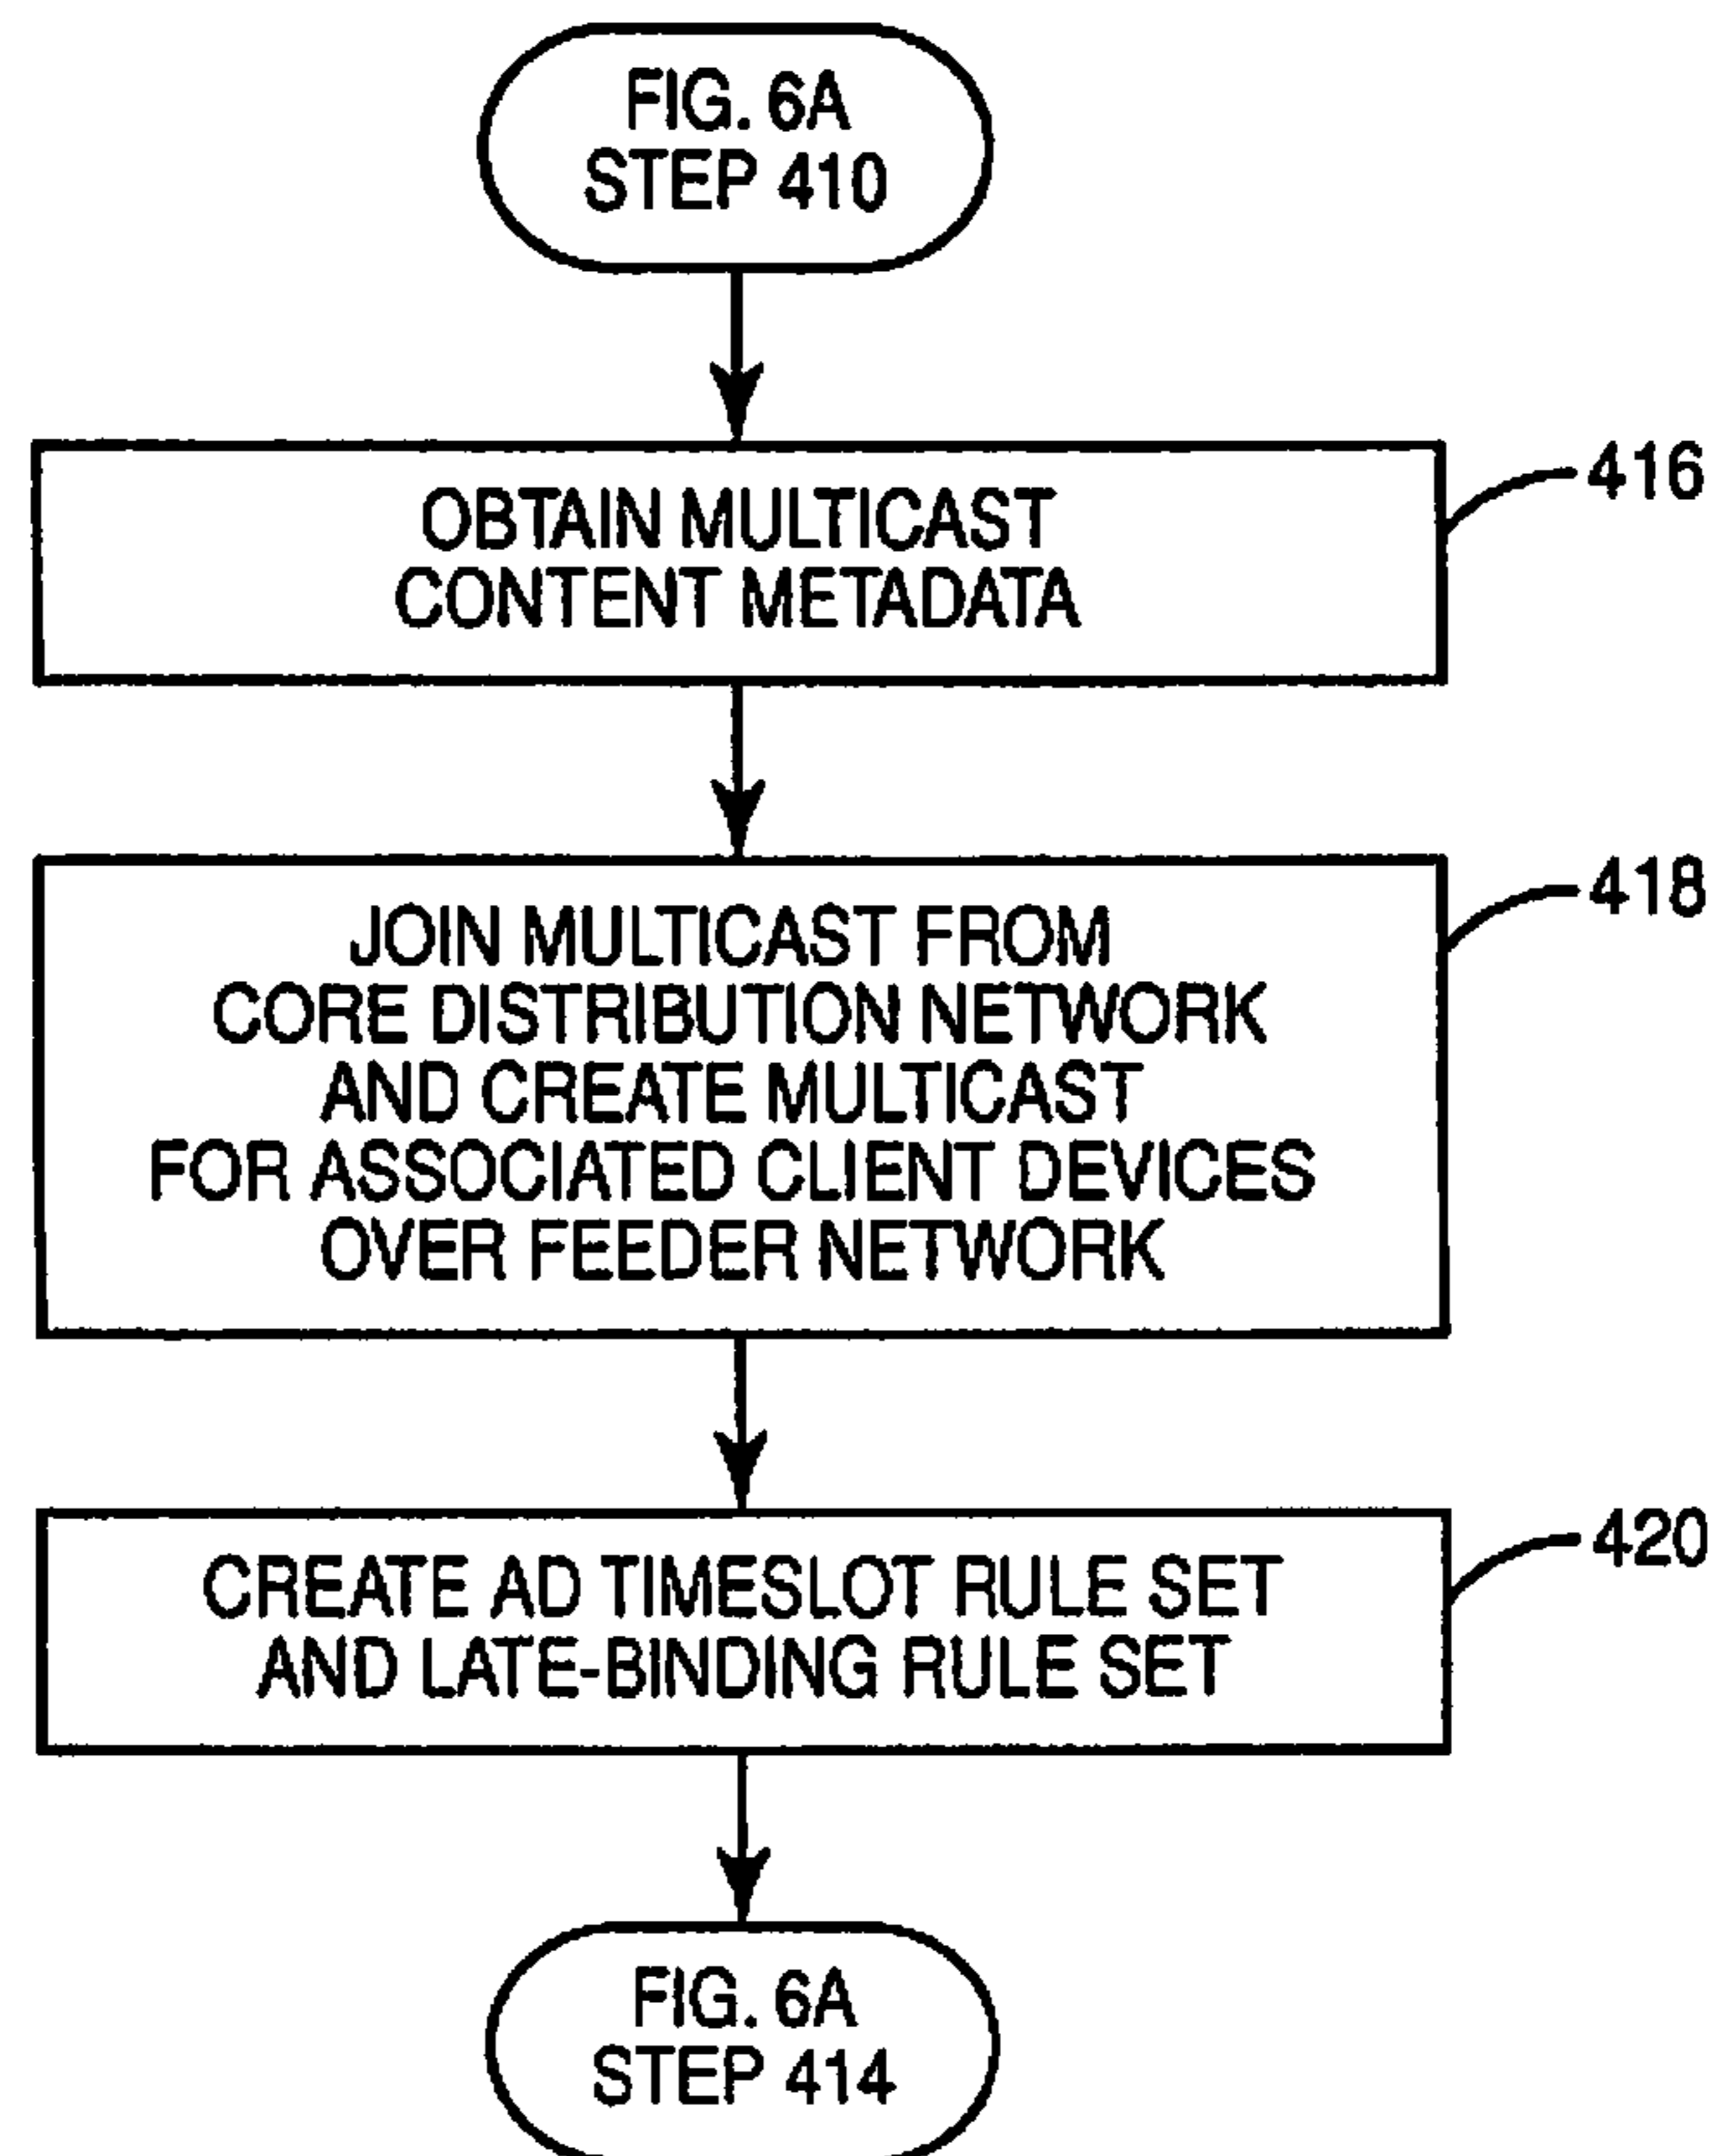 FIG. 6A
STEP 410
OBTAIN MULTICAST
CONTENT METADATA
416
JOIN MULTICAST FROM
CORE DISTRIBUTION NETWORK
AND CREATE MULTICAST
FOR ASSOCIATED CLIENT DEVICES
OVER FEEDER NETWORK
418
CREATE AD TIMESLOT RULE SET
AND LATE-BINDING RULE SET
420
FIG. 6A
STEP 414